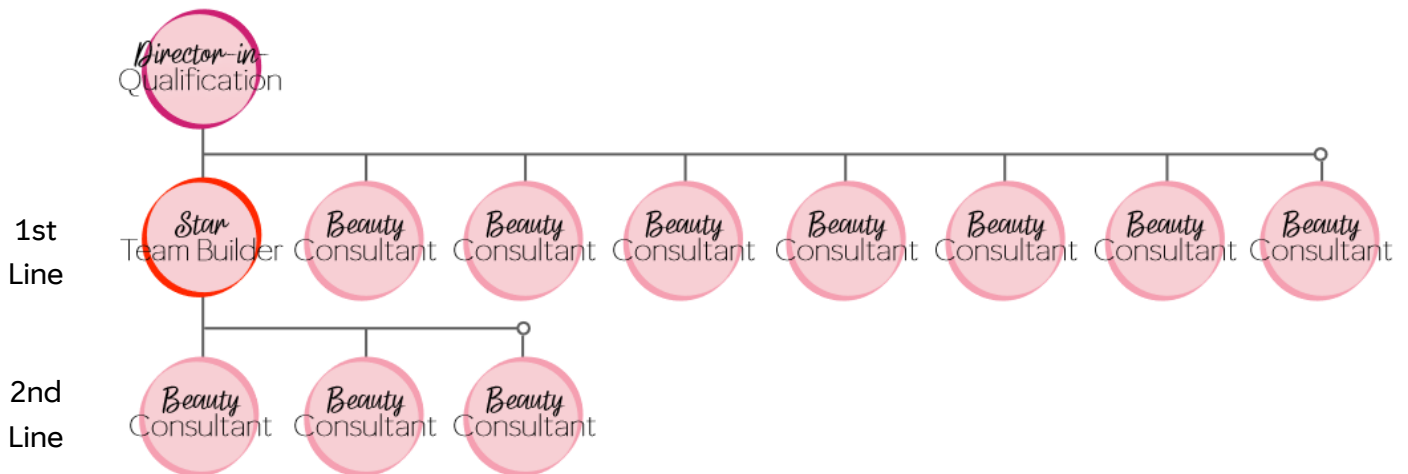 Director-in-
Qualification
1st
Line
Star
Team Builder
Beauty
Consultant
Beauty
Consultant
Beauty
Consultant
Beauty
Consultant
Beauty
Consultant
Beauty
Consultant
Beauty
Consultant
2nd
Line
Beauty
Consultant
Beauty
Consultant
Beauty
Consultant